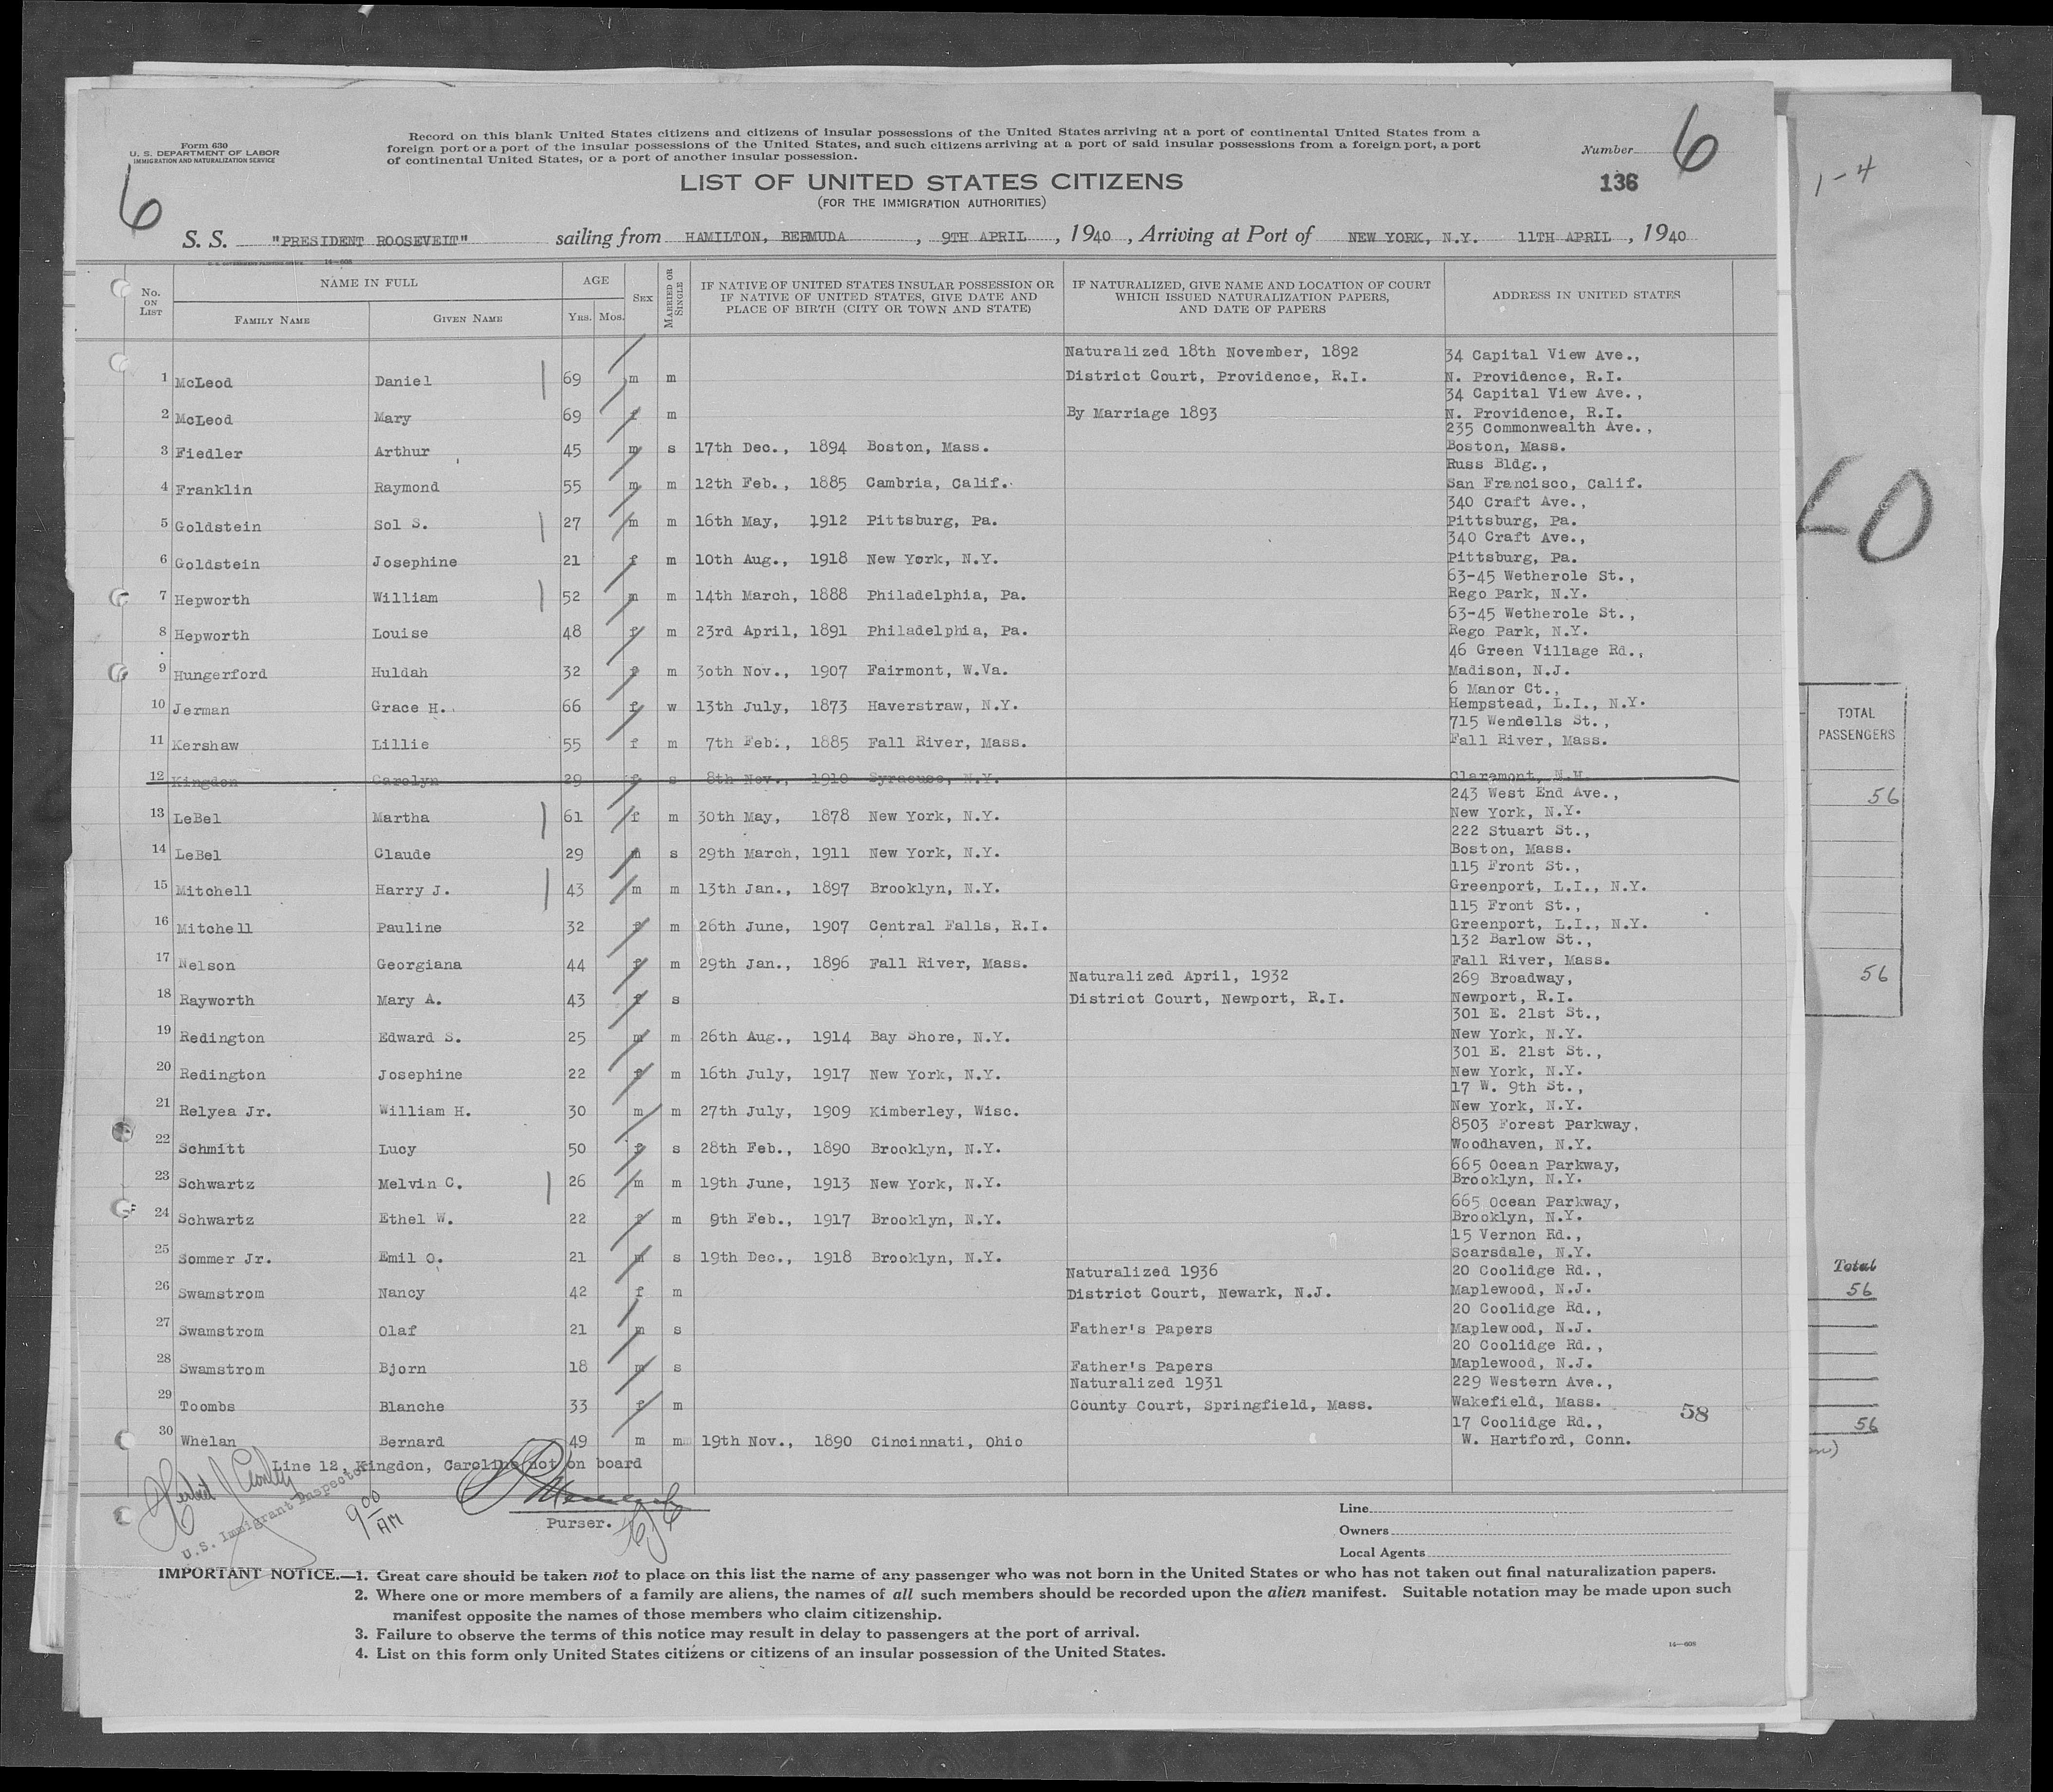 Form 630
U. S. DEPARTMENT OF LABOR
IMMIGRATION AND NATURALIZATION SERVICE
Record on this blank United States citizens and citizens of insular possessions of the United States arriving at a port of continental United States from a
foreign port or a port of the insular possessions of the United States, and such citizens arriving at a port of said insular possessions from a foreign port, a port
of continental United States, or a port of another insular possession.
Number 6
6
LIST OF UNITED STATES CITIZENS
(FOR THE IMMIGRATION AUTHORITIES)
136
1-4
S. S. "PRESIDENT ROOSEVEIT" sailing from HAMILTON, BERMUDA, 9TH APRIL, 1940, Arriving at Port of NEW YORK, N.Y. 11TH APRIL, 1940
U. S. GOVERNMENT PRINTING OFFICE 14—608
No. ON LIST NAME IN FULL FAMILY NAME GIVEN NAME AGE YRS. MOS. SEX MARRIED OR SINGLE IF NATIVE OF UNITED STATES INSULAR POSSESSION OR IF NATIVE OF UNITED STATES, GIVE DATE AND PLACE OF BIRTH (CITY OR TOWN AND STATE) IF NATURALIZED, GIVE NAME AND LOCATION OF COURT WHICH ISSUED NATURALIZATION PAPERS, AND DATE OF PAPERS ADDRESS IN UNITED STATES
Naturalized 18th November, 1892 34 Capital View Ave.,
1 McLeod Daniel 69 m m District Court, Providence, R.I. N. Providence, R.I.
34 Capital View Ave.,
2 McLeod Mary 69 f m By Marriage 1893 N. Providence, R.I.
235 Commonwealth Ave.,
3 Fiedler Arthur 45 m s 17th Dec., 1894 Boston, Mass. Boston, Mass.
Russ Bldg.,
4 Franklin Raymond 55 m m 12th Feb., 1885 Cambria, Calif. San Francisco, Calif.
340 Craft Ave.,
5 Goldstein Sol S. 27 m m 16th May, 1912 Pittsburg, Pa. Pittsburg, Pa.
340 Craft Ave.,
6 Goldstein Josephine 21 f m 10th Aug., 1918 New York, N.Y. Pittsburg, Pa.
63-45 Wetherole St.,
7 Hepworth William 52 m m 14th March, 1888 Philadelphia, Pa. Rego Park, N.Y.
63-45 Wetherole St.,
8 Hepworth Louise 48 f m 23rd April, 1891 Philadelphia, Pa. Rego Park, N.Y.
46 Green Village Rd.,
9 Hungerford Huldah 32 f m 30th Nov., 1907 Fairmont, W.Va. Madison, N.J.
6 Manor Ct.,
10 Jerman Grace H. 66 f w 13th July, 1873 Haverstraw, N.Y. Hempstead, L.I., N.Y.
715 Wendells St.,
11 Kershaw Lillie 55 f m 7th Feb., 1885 Fall River, Mass. Fall River, Mass.
12 Kingdon Carolyn 29 f s 8th Nov., 1910 Syracuse, N.Y. Claremont, N.H.
243 West End Ave.,
13 LeBel Martha 61 f m 30th May, 1878 New York, N.Y. New York, N.Y.
222 Stuart St.,
14 LeBel Claude 29 m s 29th March, 1911 New York, N.Y. Boston, Mass.
115 Front St.,
15 Mitchell Harry J. 43 m m 13th Jan., 1897 Brooklyn, N.Y. Greenport, L.I., N.Y.
115 Front St.,
16 Mitchell Pauline 32 f m 26th June, 1907 Central Falls, R.I. Greenport, L.I., N.Y.
132 Barlow St.,
17 Nelson Georgiana 44 f m 29th Jan., 1896 Fall River, Mass. Fall River, Mass.
Naturalized April, 1932 269 Broadway,
18 Rayworth Mary A. 43 f s District Court, Newport, R.I. Newport, R.I.
301 E. 21st St.,
19 Redington Edward S. 25 m m 26th Aug., 1914 Bay Shore, N.Y. New York, N.Y.
301 E. 21st St.,
20 Redington Josephine 22 f m 16th July, 1917 New York, N.Y. New York, N.Y.
17 W. 9th St.,
21 Relyea Jr. William H. 30 m m 27th July, 1909 Kimberley, Wisc. New York, N.Y.
8503 Forest Parkway,
22 Schmitt Lucy 50 f s 28th Feb., 1890 Brooklyn, N.Y. Woodhaven, N.Y.
665 Ocean Parkway,
23 Schwartz Melvin C. 26 m m 19th June, 1913 New York, N.Y. Brooklyn, N.Y.
665 Ocean Parkway,
24 Schwartz Ethel W. 22 f m 9th Feb., 1917 Brooklyn, N.Y. Brooklyn, N.Y.
15 Vernon Rd.,
25 Sommer Jr. Emil O. 21 m s 19th Dec., 1918 Brooklyn, N.Y. Scarsdale, N.Y.
Naturalized 1936 20 Coolidge Rd.,
26 Swamstrom Nancy 42 f m District Court, Newark, N.J. Maplewood, N.J.
20 Coolidge Rd.,
27 Swamstrom Olaf 21 m s Father's Papers Maplewood, N.J.
20 Coolidge Rd.,
28 Swamstrom Bjorn 18 m s Father's Papers Maplewood, N.J.
Naturalized 1931 229 Western Ave.,
29 Toombs Blanche 33 f m County Court, Springfield, Mass. Wakefield, Mass.
58
17 Coolidge Rd.,
30 Whelan Bernard 49 m m 19th Nov., 1890 Cincinnati, Ohio W. Hartford, Conn.
Line 12, Kingdon, Caroline not on board
U.S. Immigrant Inspector
9 00 AM
Purser.
Line
Owners
Local Agents
IMPORTANT NOTICE.—1. Great care should be taken not to place on this list the name of any passenger who was not born in the United States or who has not taken out final naturalization papers.
2. Where one or more members of a family are aliens, the names of all such members should be recorded upon the alien manifest. Suitable notation may be made upon such
manifest opposite the names of those members who claim citizenship.
3. Failure to observe the terms of this notice may result in delay to passengers at the port of arrival.
4. List on this form only United States citizens or citizens of an insular possession of the United States.
14—608
TOTAL
PASSENGERS
56
56
Total
56
56